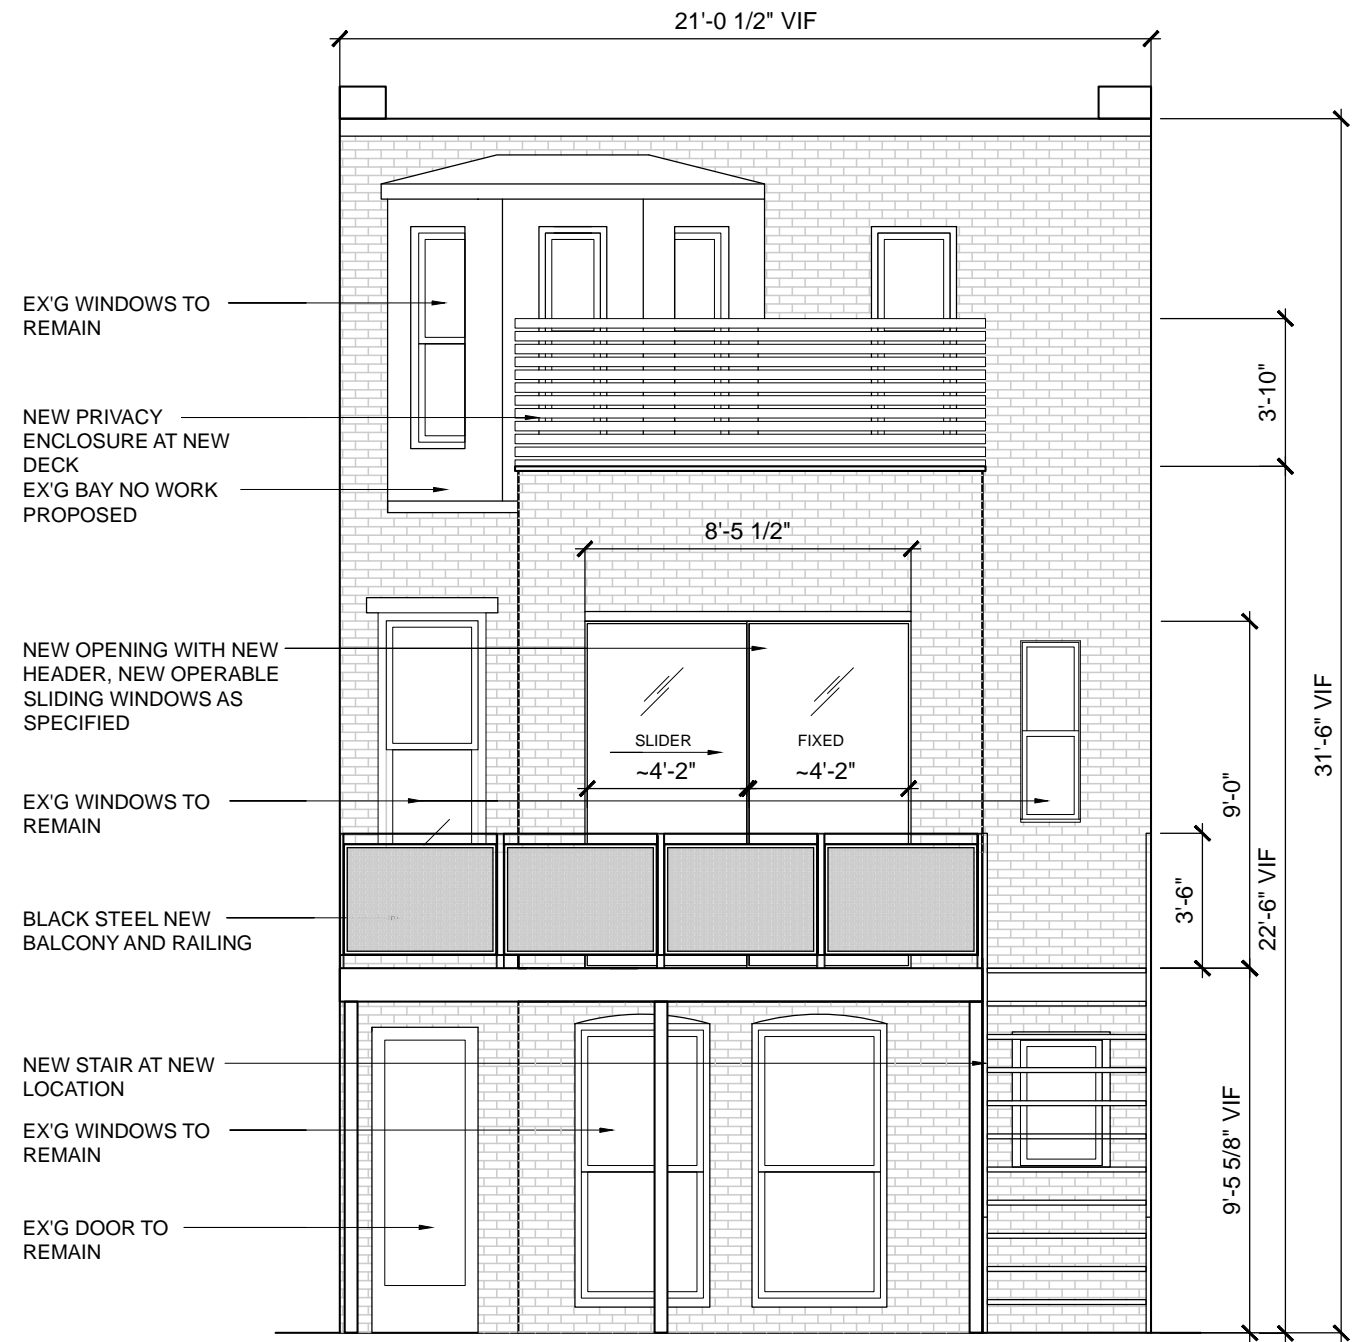 21'-0 1/2" VIF
EX'G WINDOWS TO
REMAIN
NEW PRIVACY
ENCLOSURE AT NEW
DECK
EX'G BAY NO WORK
PROPOSED
3'-10"
8'-5 1/2"
NEW OPENING WITH NEW
HEADER, NEW OPERABLE
SLIDING WINDOWS AS
SPECIFIED
SLIDER
FIXED
~4'-2"
~4'-2"
31'-6" VIF
9'-0"
EX'G WINDOWS TO
REMAIN
3'-6"
22'-6" VIF
BLACK STEEL NEW
BALCONY AND RAILING
NEW STAIR AT NEW
LOCATION
9'-5 5/8" VIF
EX'G WINDOWS TO
REMAIN
EX'G DOOR TO
REMAIN